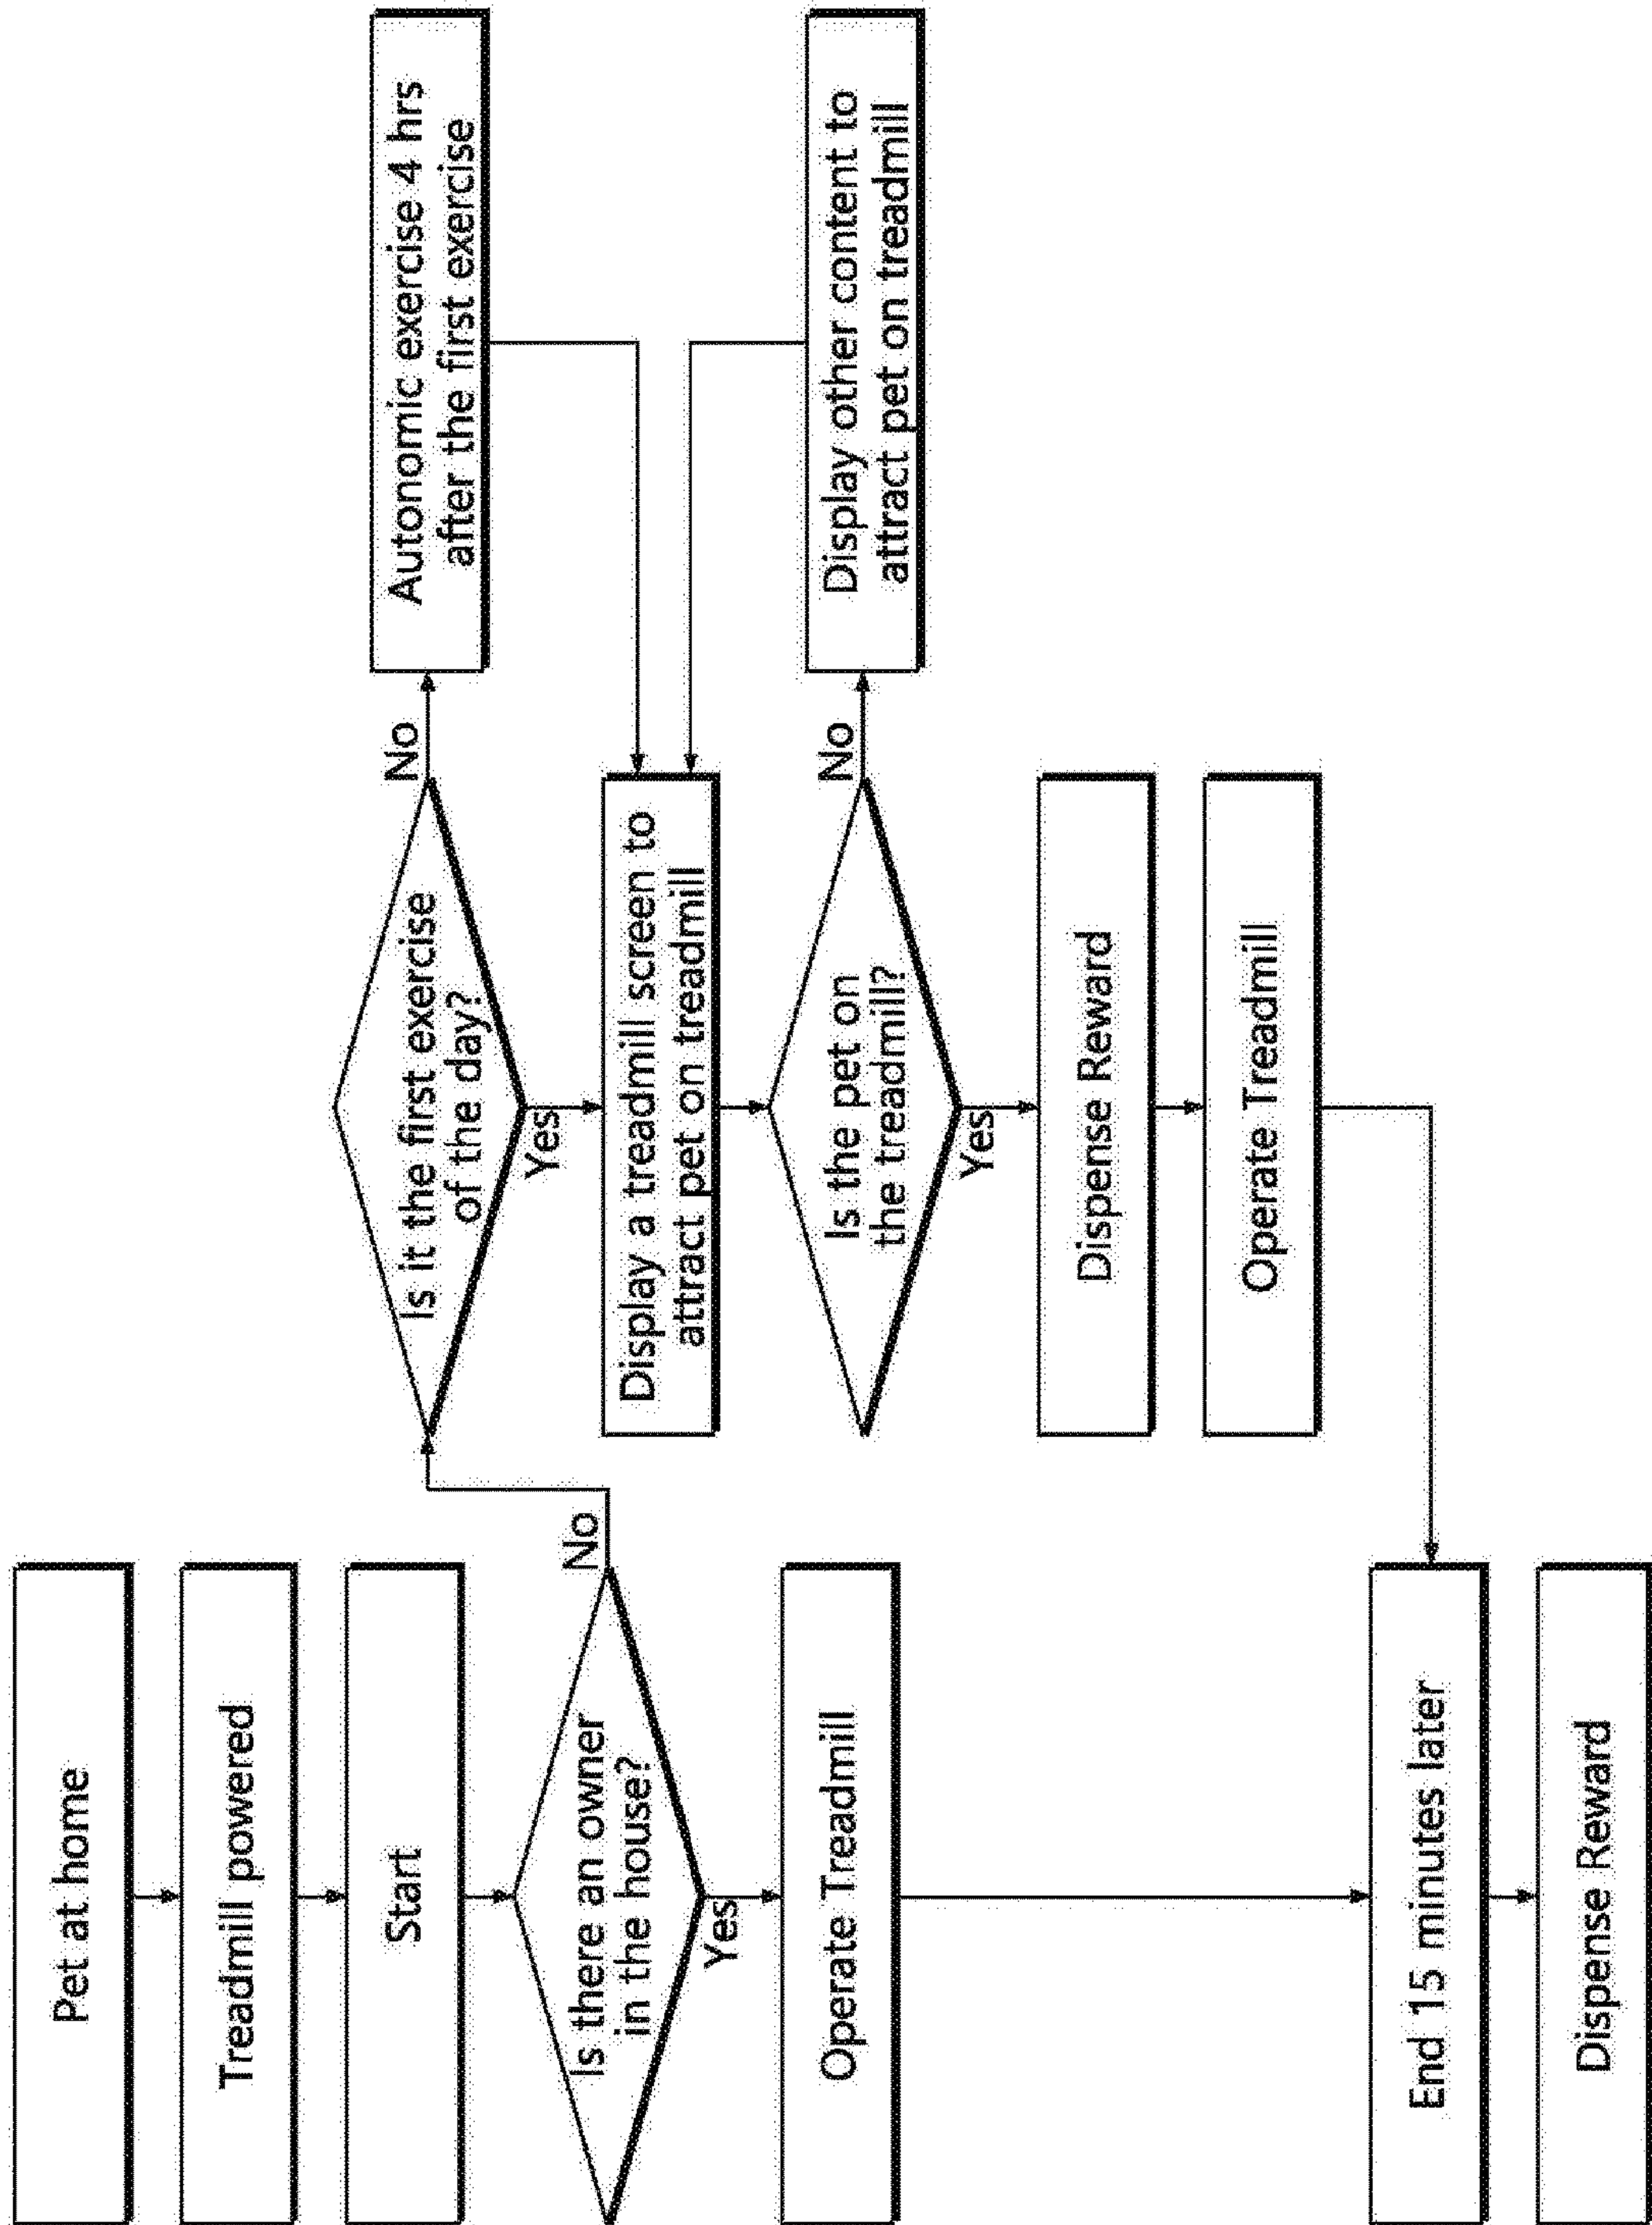 Pet at home
Treadmill powered
Start
Is there an owner
in the house?
No
Yes
Operate Treadmill
End 15 minutes later
Dispense Reward
Is it the first exercise
of the day?
No
Yes
Display a treadmill screen to
attract pet on treadmill
Is the pet on
the treadmill?
No
Yes
Dispense Reward
Operate Treadmill
Autonomic exercise 4 hrs
after the first exercise
Display other content to
attract pet on treadmill